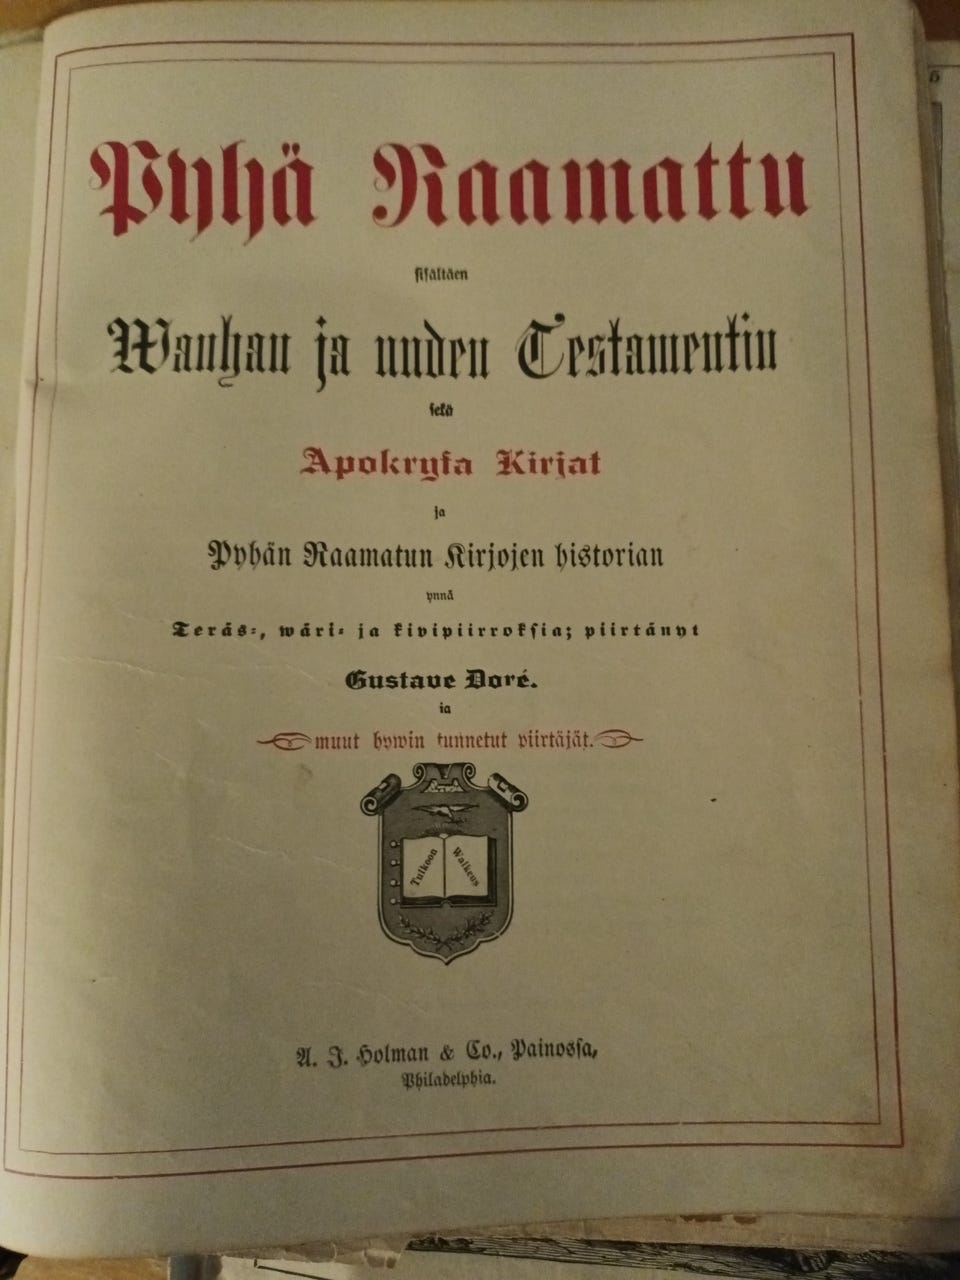 Pyhä Raamattu
sisältäen
Wanhan ja uuden Testamentin
sekä
Apokryfa Kirjat
ja
Pyhän Raamatun Kirjojen historian
ynnä
Teräs-, wäri- ja kivipiirroksia; piirtänyt
Gustave Doré.
ja
muut hywin tunnetut piirtäjät.
Tulkoon Walkeus
A. J. Holman & Co., Painossa,
Philadelphia.